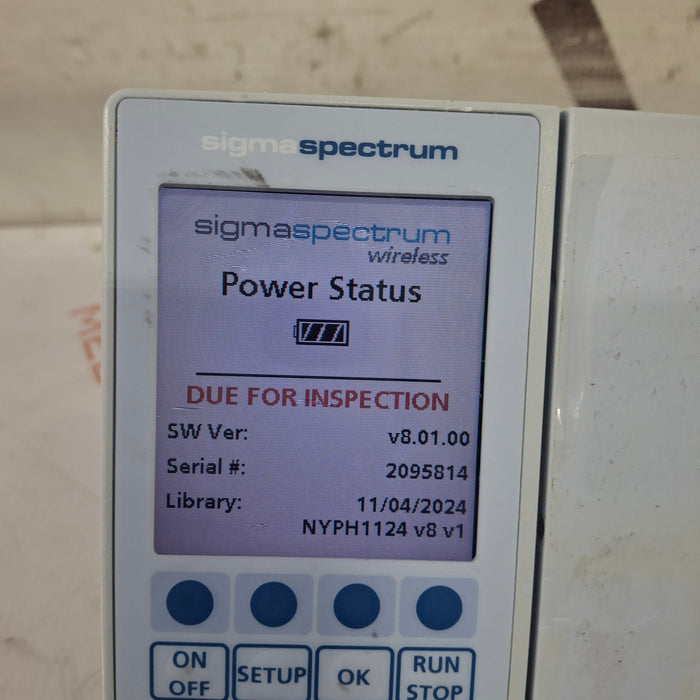 sigmaspectrum
sigmaspectrum
wireless
Power Status
DUE FOR INSPECTION
SW Ver: v8.01.00
Serial #: 2095814
Library: 11/04/2024
NYPH1124 v8 v1
ON OFF
SETUP
OK
RUN STOP